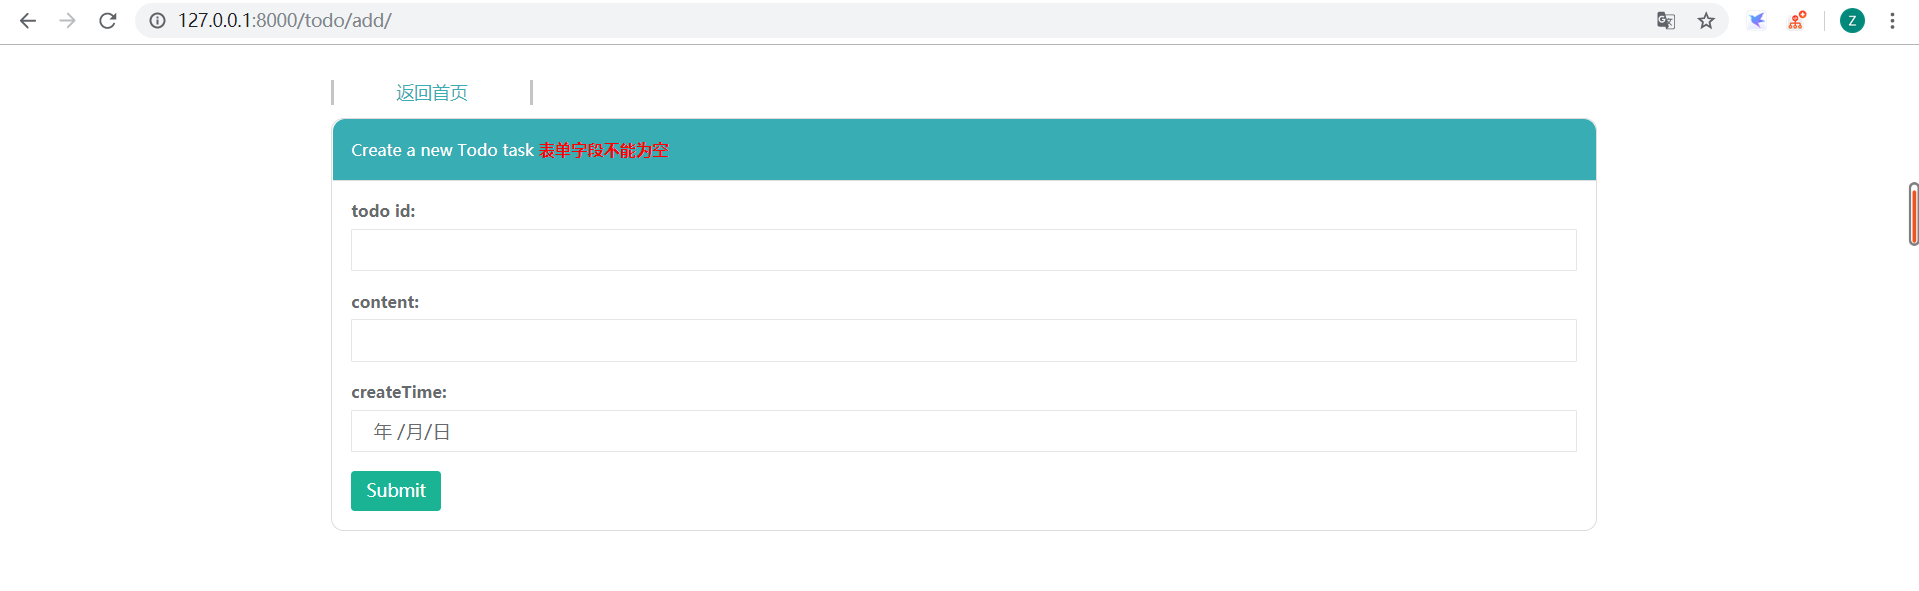 127.0.0.1:8000/todo/add/
Z
返回首页
Create a new Todo task 表单字段不能为空
todo id:
content:
createTime:
年 /月/日
Submit